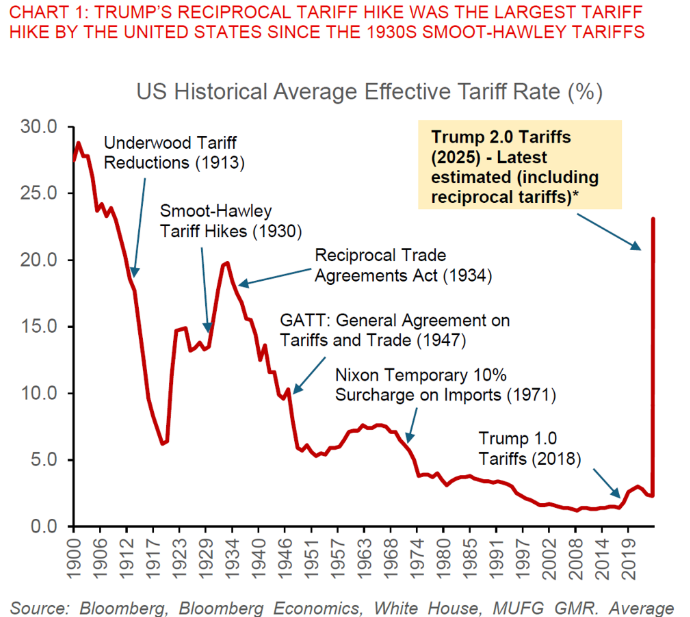 CHART 1: TRUMP'S RECIPROCAL TARIFF HIKE WAS THE LARGEST TARIFF
HIKE BY THE UNITED STATES SINCE THE 1930S SMOOT-HAWLEY TARIFFS
US Historical Average Effective Tariff Rate (%)
30.0
25.0
20.0
15.0
10.0
5.0
0.0
Underwood Tariff
Reductions (1913)
Smoot-Hawley
Tariff Hikes (1930)
Reciprocal Trade
Agreements Act (1934)
GATT: General Agreement on
Tariffs and Trade (1947)
Nixon Temporary 10%
Surcharge on Imports (1971)
Trump 1.0
Tariffs (2018)
Trump 2.0 Tariffs
(2025) - Latest
estimated (including
reciprocal tariffs)*
1900
1906
1912
1917
1923
1929
1934
1940
1946
1951
1957
1963
1968
1974
1980
1985
1991
1997
2002
2008
2014
2019
Source: Bloomberg, Bloomberg Economics, White House, MUFG GMR. Average